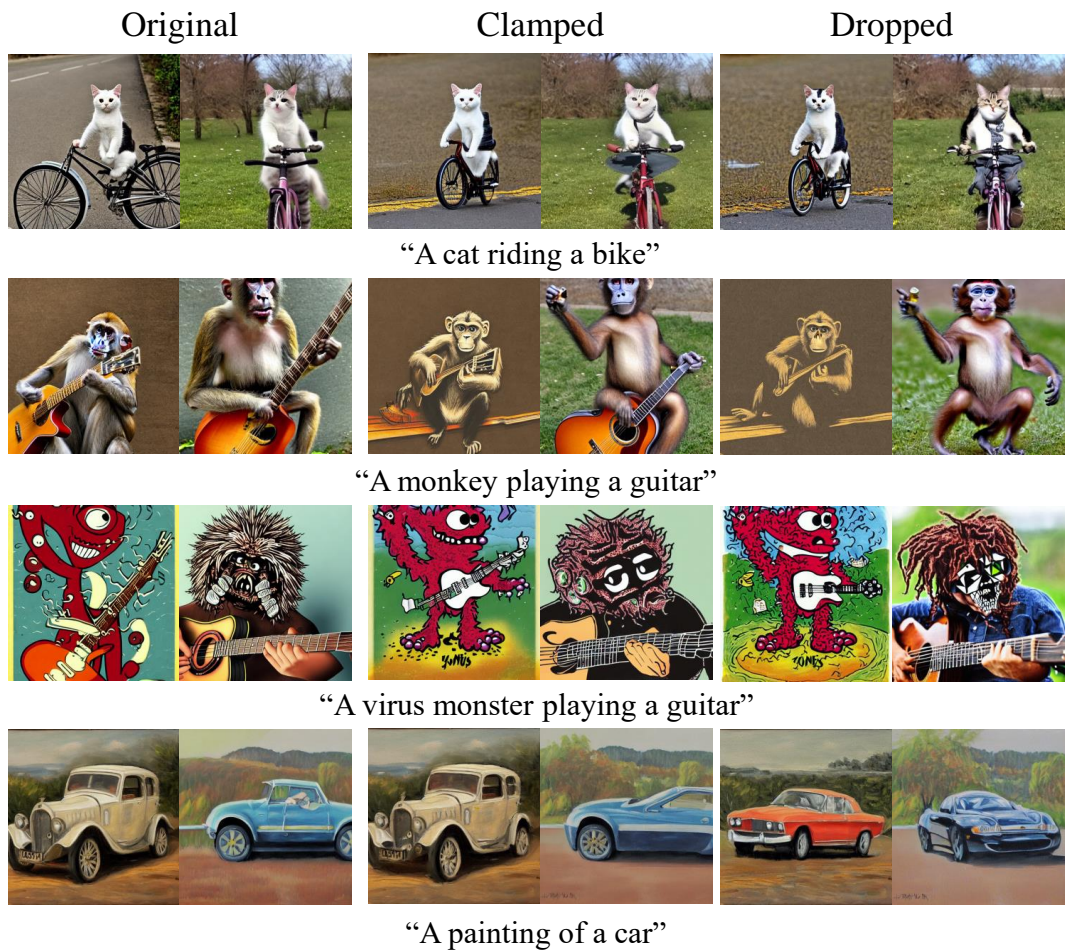 Original Clamped Dropped
“A cat riding a bike”
“A monkey playing a guitar”
“A virus monster playing a guitar”
“A painting of a car”